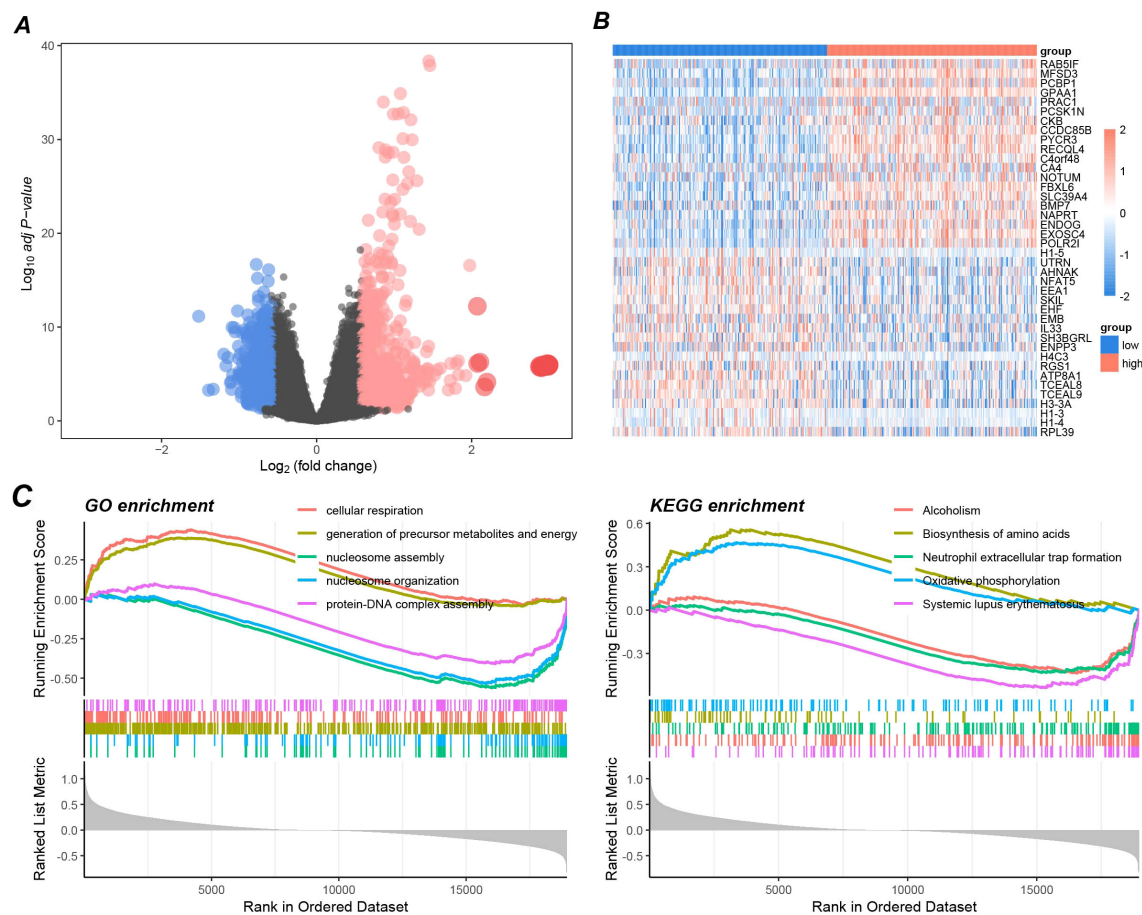 A
40
30
20
10
0
Log10 adj P-value
-2
0
2
Log2 (fold change)
B
group
RAB5IF
MFSD3
PCBP1
GPAA1
PRAC1
PCSK1N
CKB
CCDC85B
PYCR3
RECQL4
C4orf48
CA4
NOTUM
FBXL6
SLC39A4
BMP7
NAPRT
ENDOG
EXOSC4
POLR2I
H1-5
UTRN
AHNAK
NFAT5
EEA1
SKIL
EHF
EMB
IL33
SH3BGRL
ENPP3
H4C3
RGS1
ATP8A1
TCEAL8
TCEAL9
H3-3A
H1-3
H1-4
RPL39
2
1
0
-1
-2
group
low
high
C
GO enrichment
cellular respiration
generation of precursor metabolites and energy
nucleosome assembly
nucleosome organization
protein-DNA complex assembly
0.25
0.00
-0.25
-0.50
Running Enrichment Score
1.0
0.5
0.0
-0.5
Ranked List Metric
5000
10000
15000
Rank in Ordered Dataset
KEGG enrichment
Alcoholism
Biosynthesis of amino acids
Neutrophil extracellular trap formation
Oxidative phosphorylation
Systemic lupus erythematosus
0.6
0.3
0.0
-0.3
Running Enrichment Score
1.0
0.5
0.0
-0.5
Ranked List Metric
5000
10000
15000
Rank in Ordered Dataset